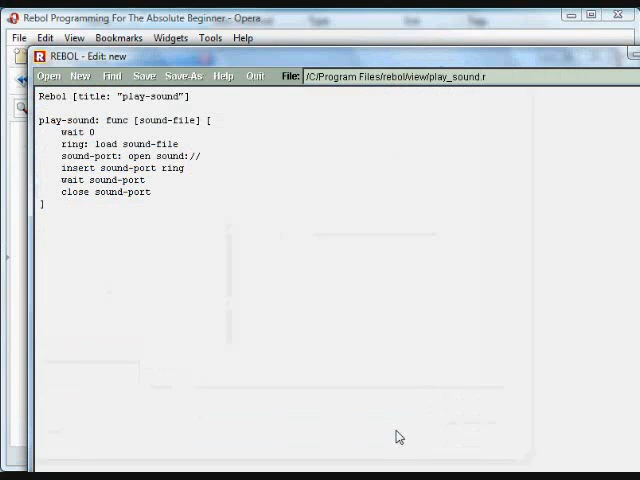 Rebol Programming For The Absolute Beginner - Opera
File Edit View Bookmarks Widgets Tools Help
REBOL - Edit: new
Open New Find Save Save-As Help Quit File: /C/Program Files/rebol/view/play_sound.r
Rebol [title: "play-sound"]
play-sound: func [sound-file] [
wait 0
ring: load sound-file
sound-port: open sound://
insert sound-port ring
wait sound-port
close sound-port
]